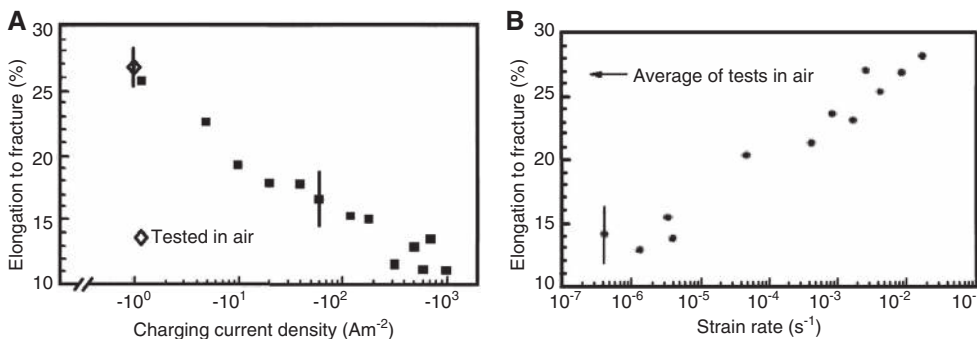 A
Elongation to fracture (%)
30
25
20
15
10
Tested in air
-10⁰
-10¹
-10²
-10³
Charging current density (Am⁻²)
B
Elongation to fracture (%)
30
25
20
15
10
Average of tests in air
10⁻⁷
10⁻⁶
10⁻⁵
10⁻⁴
10⁻³
10⁻²
10⁻¹
Strain rate (s⁻¹)